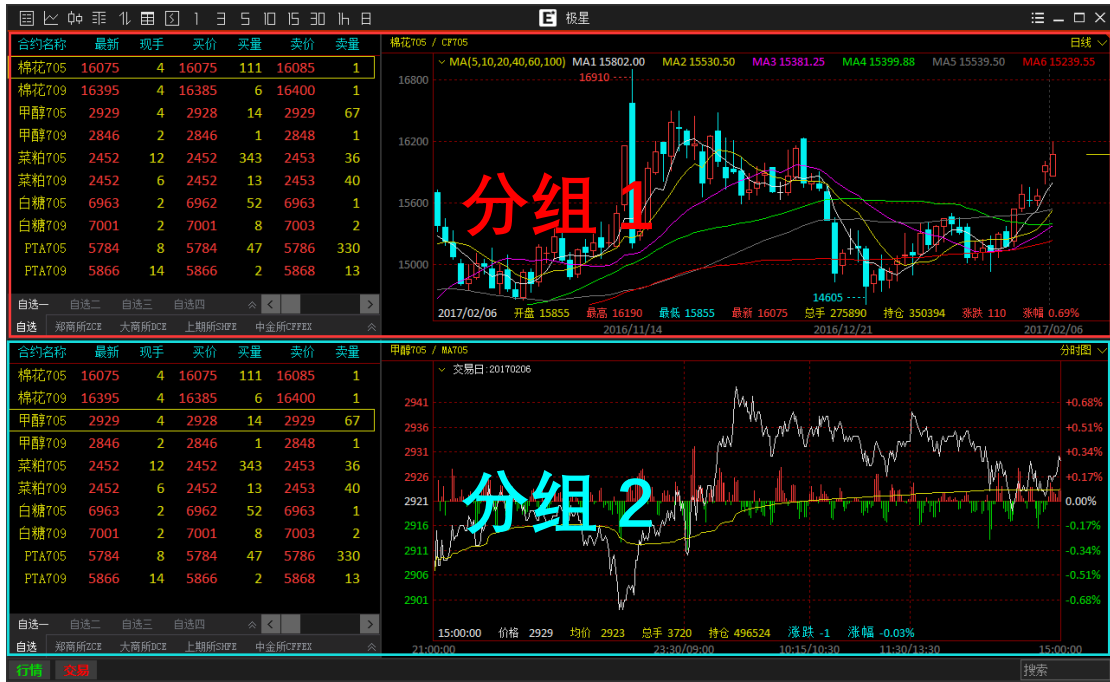 1 3 5 10 15 30 1h 日
E 极星
合约名称 最新 现手 买价 买量 卖价 卖量
棉花705 16075 4 16075 111 16085 1
棉花709 16395 4 16385 6 16400 1
甲醇705 2929 4 2928 14 2929 67
甲醇709 2846 2 2846 1 2848 1
菜粕705 2452 12 2452 343 2453 36
菜粕709 2452 6 2452 13 2453 40
白糖705 6963 2 6962 52 6963 1
白糖709 7001 2 7001 8 7003 2
PTA705 5784 8 5784 47 5786 330
PTA709 5866 14 5866 2 5868 13
自选一 自选二 自选三 自选四
自选 郑商所ZCE 大商所DCE 上期所SHFE 中金所CFFEX
棉花705 / CF705 日线
MA(5,10,20,40,60,100) MA1 15802.00 MA2 15530.50 MA3 15381.25 MA4 15399.88 MA5 15539.50 MA6 15239.55
16910
16800
16200
15600
15000
分组 1
14605
2017/02/06 开盘 15855 最高 16190 最低 15855 最新 16075 总手 275890 持仓 350394 涨跌 110 涨幅 0.69%
2016/11/14 2016/12/21 2017/02/06
合约名称 最新 现手 买价 买量 卖价 卖量
棉花705 16075 4 16075 111 16085 1
棉花709 16395 4 16385 6 16400 1
甲醇705 2929 4 2928 14 2929 67
甲醇709 2846 2 2846 1 2848 1
菜粕705 2452 12 2452 343 2453 36
菜粕709 2452 6 2452 13 2453 40
白糖705 6963 2 6962 52 6963 1
白糖709 7001 2 7001 8 7003 2
PTA705 5784 8 5784 47 5786 330
PTA709 5866 14 5866 2 5868 13
自选一 自选二 自选三 自选四
自选 郑商所ZCE 大商所DCE 上期所SHFE 中金所CFFEX
甲醇705 / MA705 分时图
交易日:20170206
2941 +0.68%
2936 +0.51%
2931 +0.34%
2926 +0.17%
2921 0.00%
2916 -0.17%
2911 -0.34%
2906 -0.51%
2901 -0.68%
分组 2
15:00:00 价格 2929 均价 2923 总手 3720 持仓 496524 涨跌 -1 涨幅 -0.03%
21:00:00 23:30/09:00 10:15/10:30 11:30/13:30 15:00:00
行情 交易 搜索